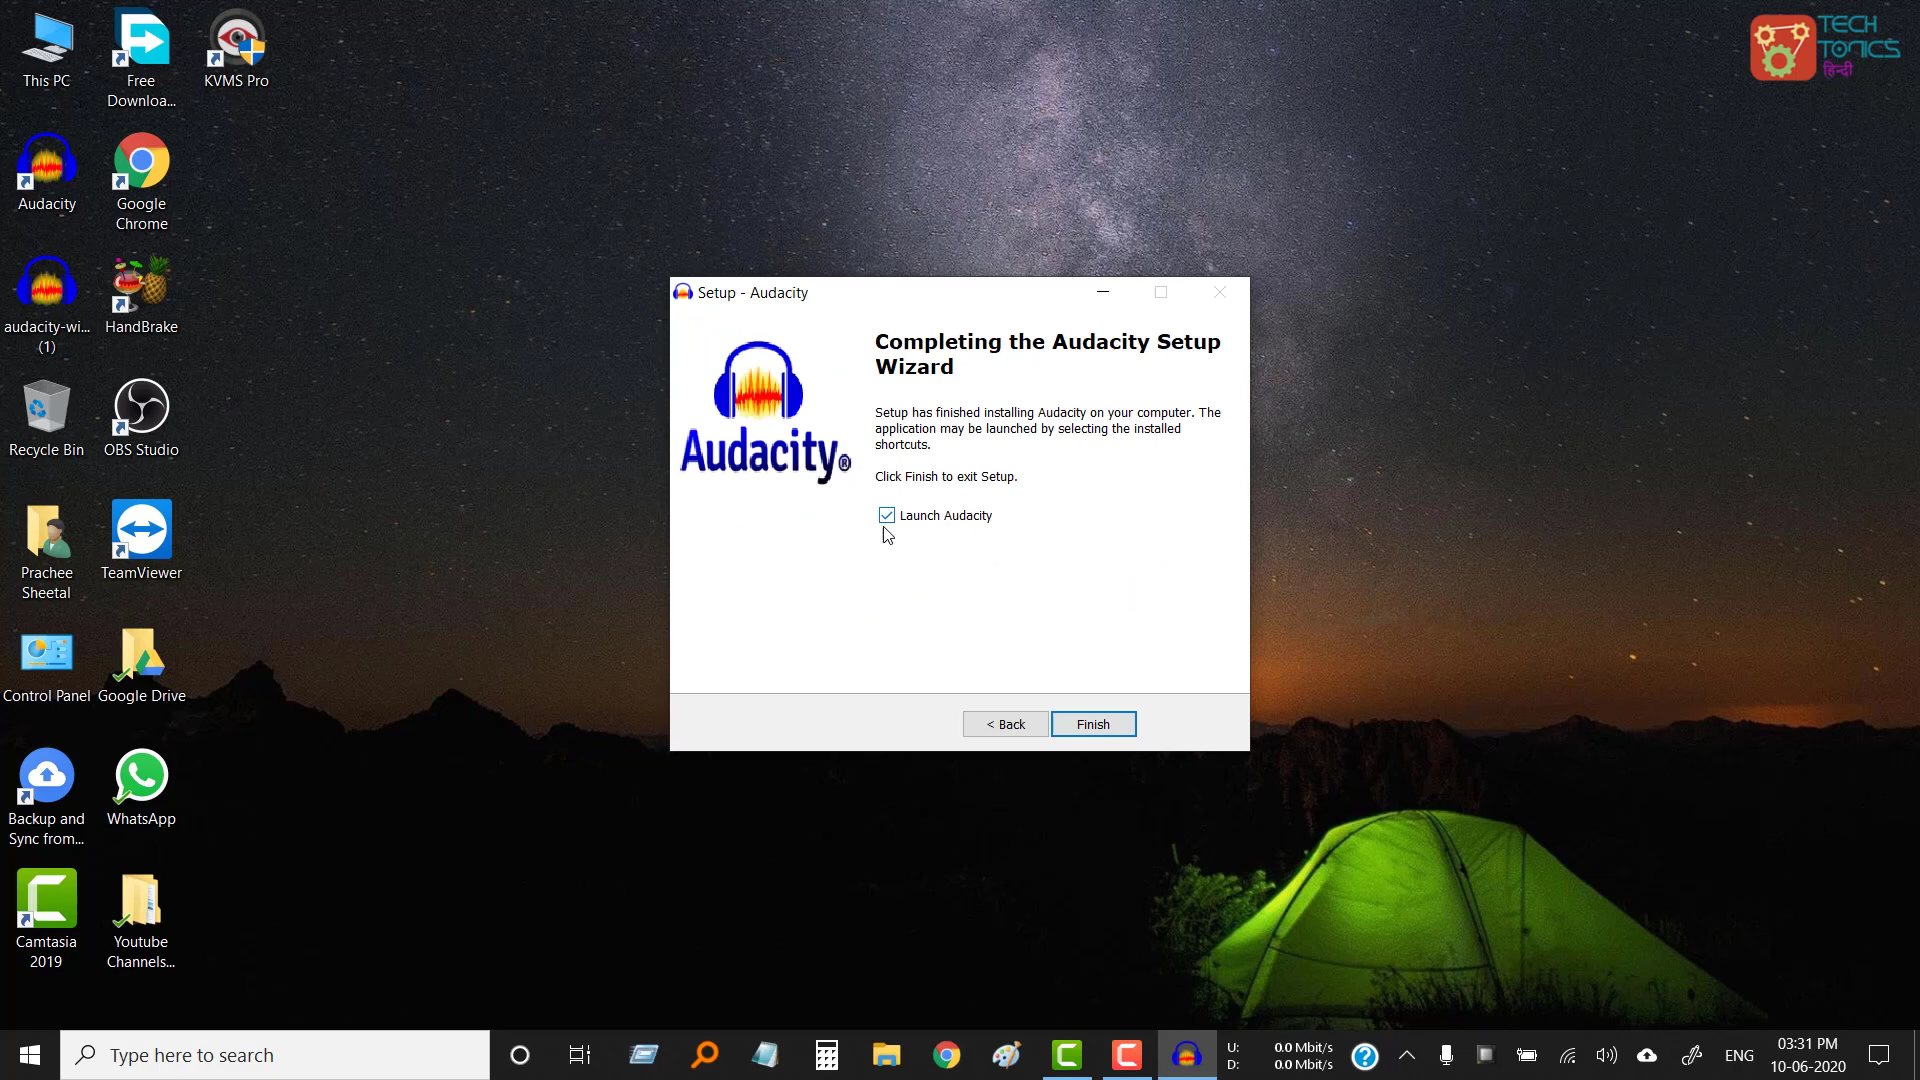 This PC
Free
Downloa...
KVMS Pro
TECH
TONICS
हिन्दी
Audacity
Google
Chrome
audacity-wi...
(1)
HandBrake
Recycle Bin
OBS Studio
Prachee
Sheetal
TeamViewer
Control Panel
Google Drive
Backup and
Sync from...
WhatsApp
Camtasia
2019
Youtube
Channels...
Setup - Audacity
Audacity®
Completing the Audacity Setup
Wizard
Setup has finished installing Audacity on your computer. The
application may be launched by selecting the installed
shortcuts.
Click Finish to exit Setup.
Launch Audacity
< Back
Finish
Type here to search
U: 0.0 Mbit/s
D: 0.0 Mbit/s
ENG
03:31 PM
10-06-2020